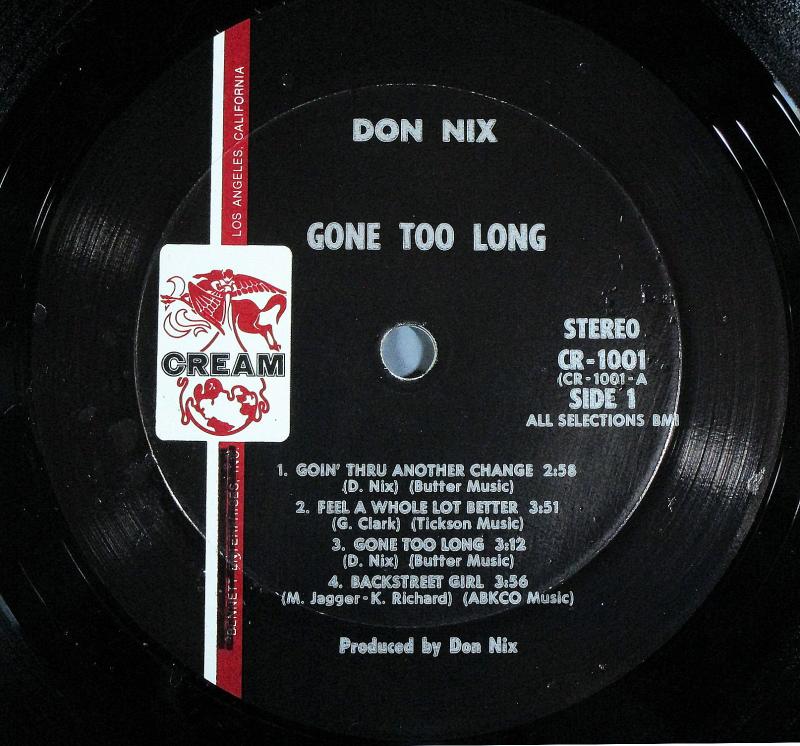 DON NIX
GONE TOO LONG
LOS ANGELES, CALIFORNIA
CREAM
STEREO
CR-1001
(CR-1001-A
SIDE 1
ALL SELECTIONS BMI
1. GOIN' THRU ANOTHER CHANGE 2:58
(D. Nix) (Butter Music)
2. FEEL A WHOLE LOT BETTER 3:51
(G. Clark) (Tickson Music)
3. GONE TOO LONG 3:12
(D. Nix) (Butter Music)
4. BACKSTREET GIRL 3:56
(M. Jagger-K. Richard) (ABKCO Music)
BENNETT ENTERPRISES, INC.
Produced by Don Nix